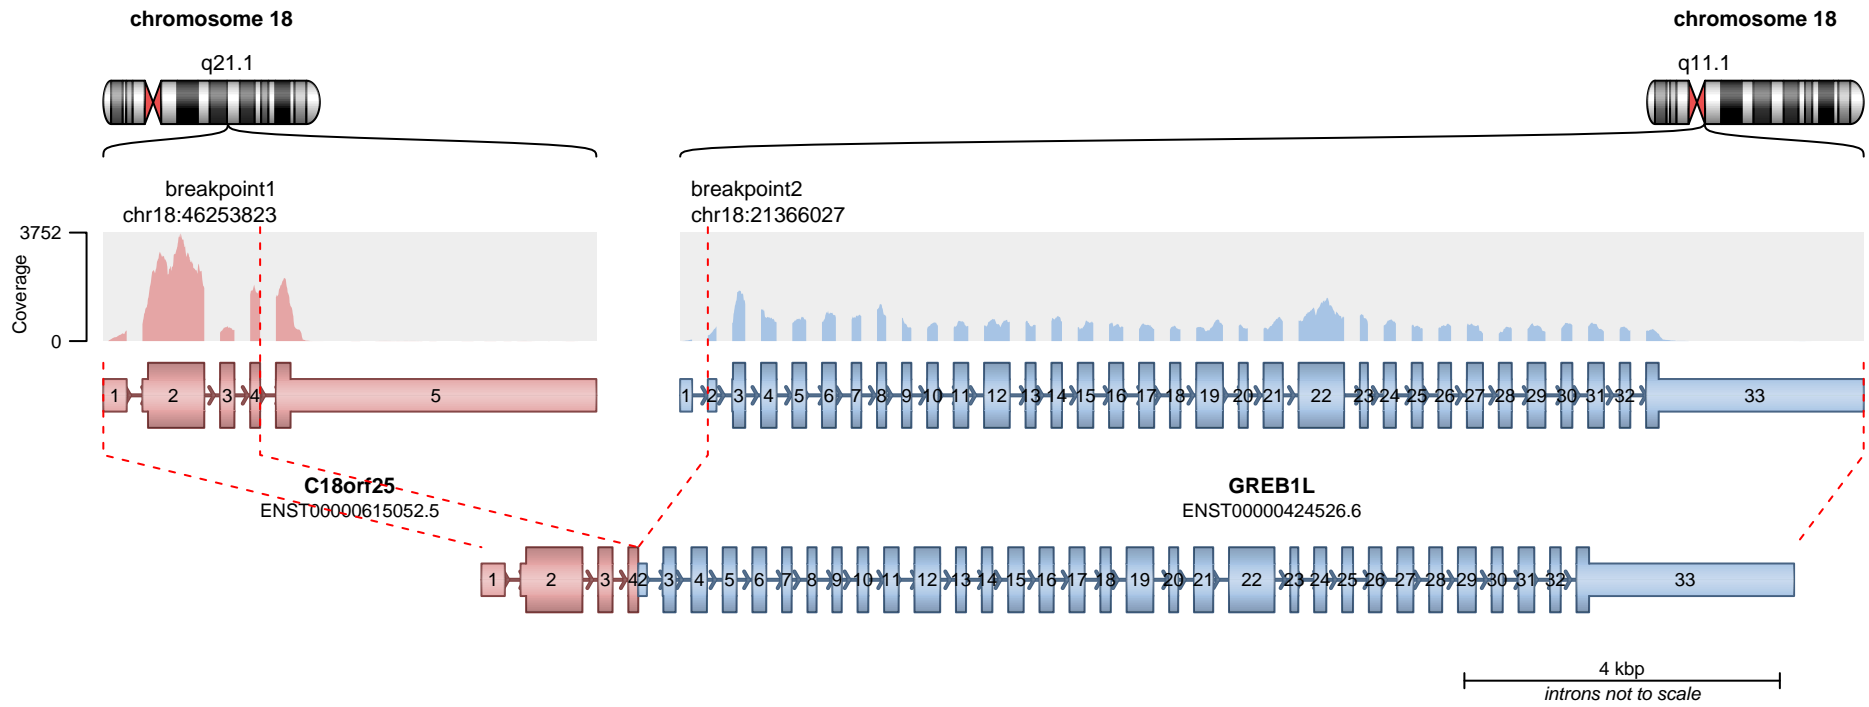 chromosome 18
chromosome 18
q21.1
q11.1
breakpoint1
chr18:46253823
breakpoint2
chr18:21366027
3752
0
Coverage
1 2 3 4 5
1 2 3 4 5 6 7 8 9 10 11 12 13 14 15 16 17 18 19 20 21 22 23 24 25 26 27 28 29 30 31 32 33
C18orf25
ENST00000615052.5
GREB1L
ENST00000424526.6
1 2 3 4 2 3 4 5 6 7 8 9 10 11 12 13 14 15 16 17 18 19 20 21 22 23 24 25 26 27 28 29 30 31 32 33
4 kbp
introns not to scale